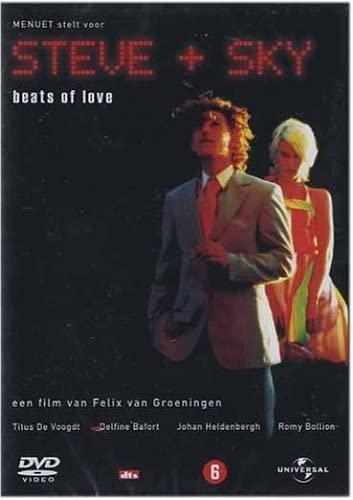 MENUET stelt voor
STEVE + SKY
beats of love
een film van Felix van Groeningen
Titus De Voogdt Delfine Bafort Johan Heldenbergh Romy Bollion
DVD VIDEO dts 6 UNIVERSAL